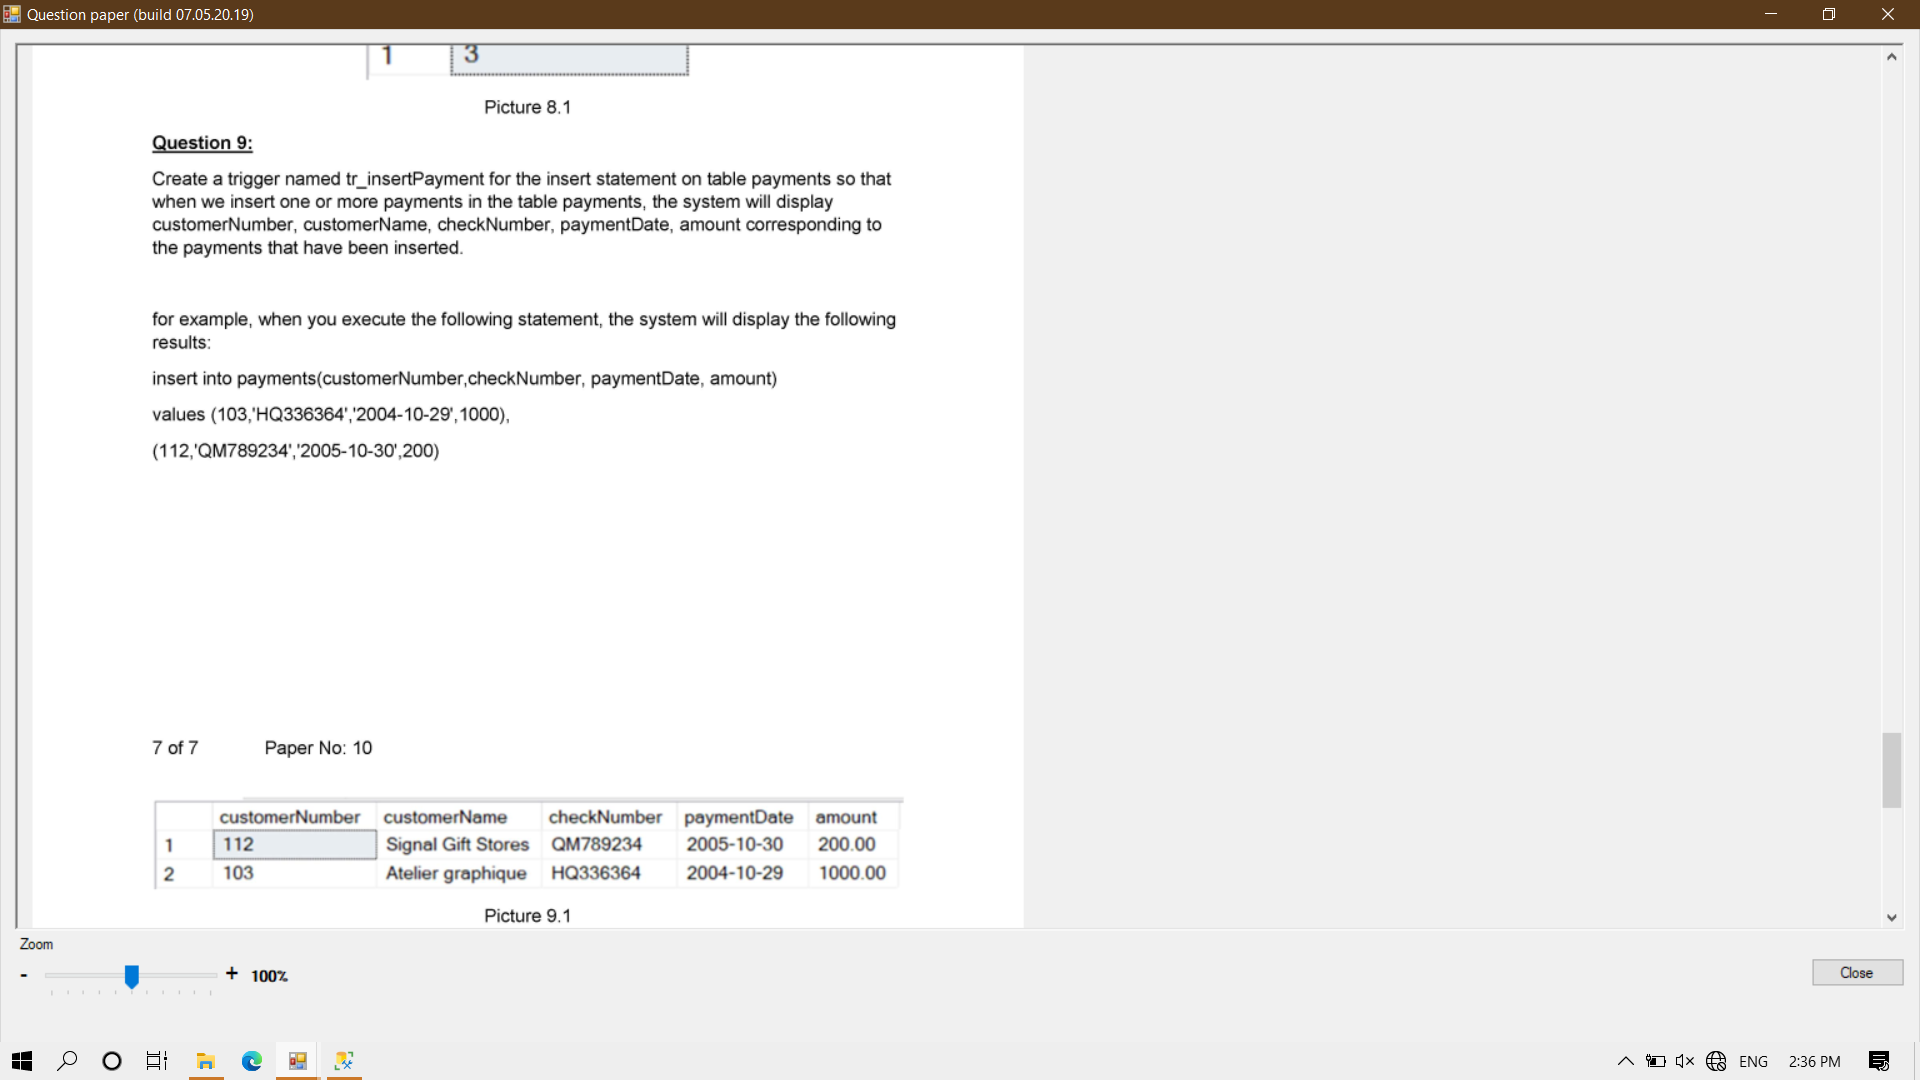 Question paper (build 07.05.20.19)
1 3
Picture 8.1
Question 9:
Create a trigger named tr_insertPayment for the insert statement on table payments so that
when we insert one or more payments in the table payments, the system will display
customerNumber, customerName, checkNumber, paymentDate, amount corresponding to
the payments that have been inserted.
for example, when you execute the following statement, the system will display the following
results:
insert into payments(customerNumber,checkNumber, paymentDate, amount)
values (103,'HQ336364','2004-10-29',1000),
(112,'QM789234','2005-10-30',200)
7 of 7 Paper No: 10
customerNumber customerName checkNumber paymentDate amount
1 112 Signal Gift Stores QM789234 2005-10-30 200.00
2 103 Atelier graphique HQ336364 2004-10-29 1000.00
Picture 9.1
Zoom
- + 100%
Close
ENG 2:36 PM